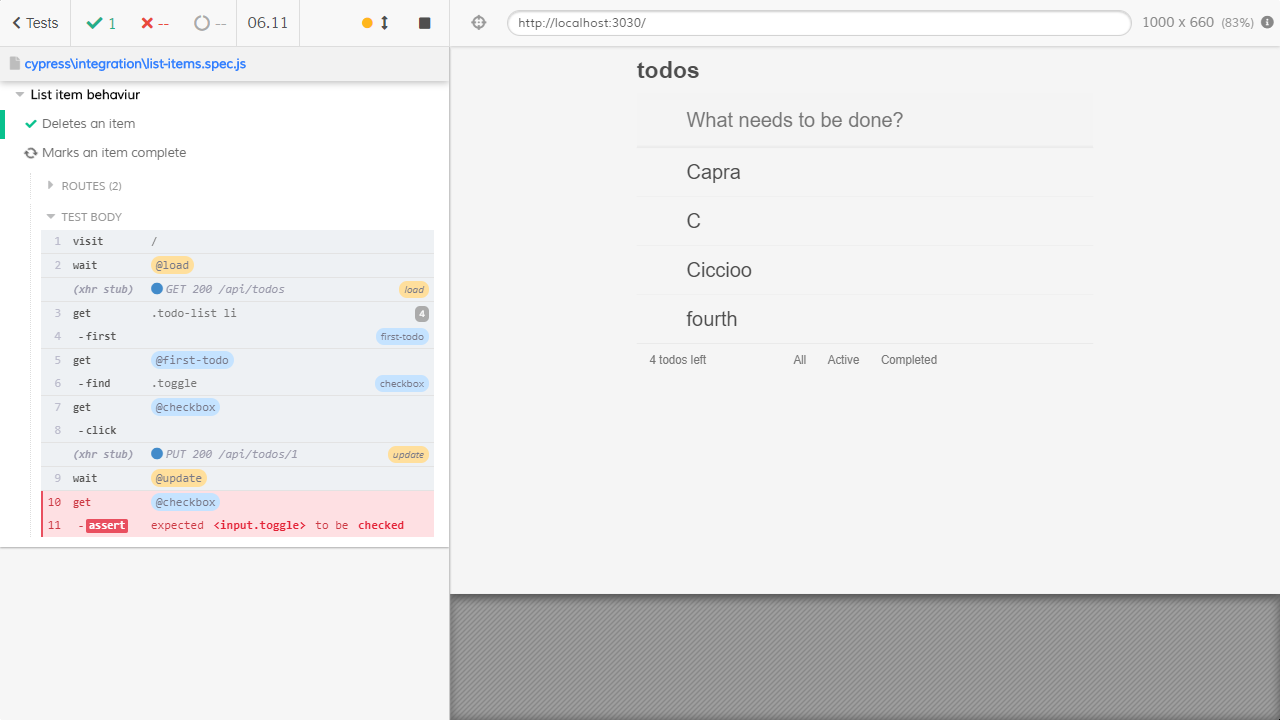 Tests 1 -- -- 06.11
http://localhost:3030/ 1000 x 660 (83%)
cypress\integration\list-items.spec.js
List item behaviur
Deletes an item
Marks an item complete
ROUTES (2)
TEST BODY
1 visit /
2 wait @load
(xhr stub) GET 200 /api/todos load
3 get .todo-list li 4
4 -first first-todo
5 get @first-todo
6 -find .toggle checkbox
7 get @checkbox
8 -click
(xhr stub) PUT 200 /api/todos/1 update
9 wait @update
10 get @checkbox
11 -assert expected <input.toggle> to be checked
todos
What needs to be done?
Capra
C
Ciccioo
fourth
4 todos left All Active Completed